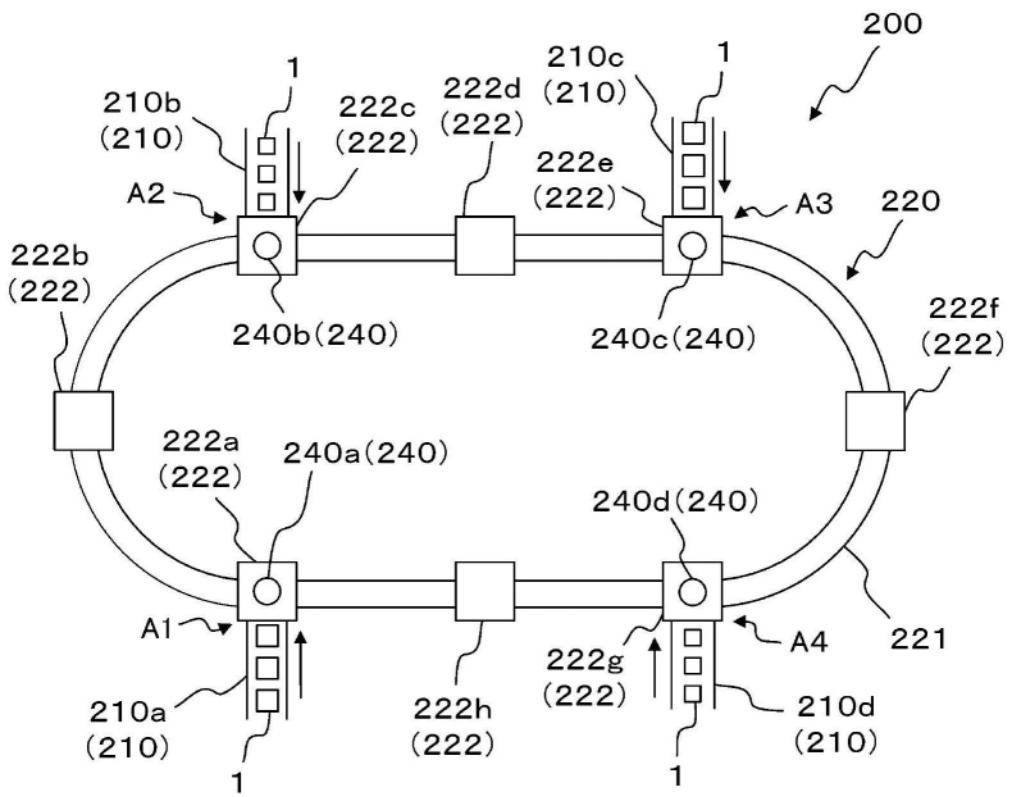 200
1
1
210b
(210)
222c
(222)
222d
(222)
210c
(210)
222e
(222)
A2
A3
220
222b
(222)
240b(240)
240c(240)
222f
(222)
222a
(222)
240a(240)
240d(240)
A1
A4
221
210a
(210)
222h
(222)
222g
(222)
210d
(210)
1
1